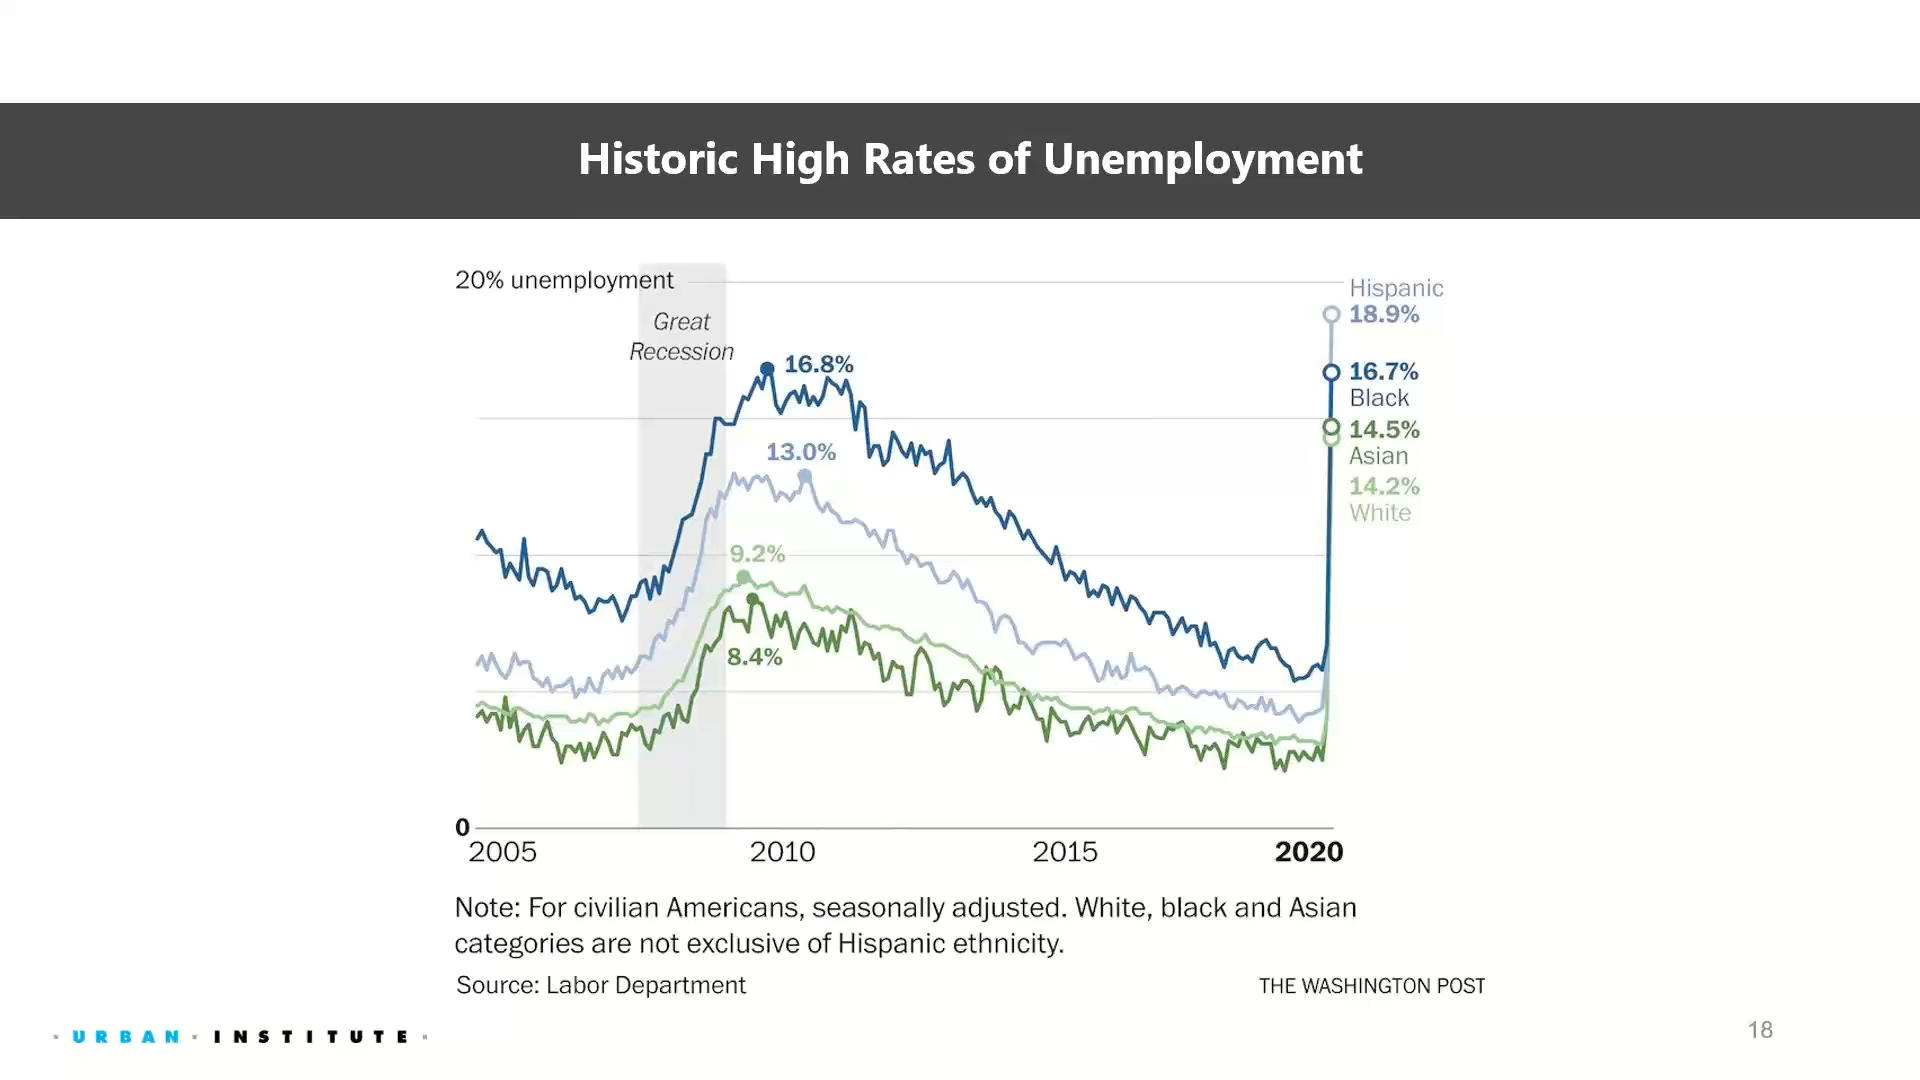 Historic High Rates of Unemployment
20% unemployment
Great
Recession
16.8%
13.0%
9.2%
8.4%
Hispanic
18.9%
16.7%
Black
14.5%
Asian
14.2%
White
0
2005 2010 2015 2020
Note: For civilian Americans, seasonally adjusted. White, black and Asian
categories are not exclusive of Hispanic ethnicity.
Source: Labor Department THE WASHINGTON POST
URBAN INSTITUTE
18